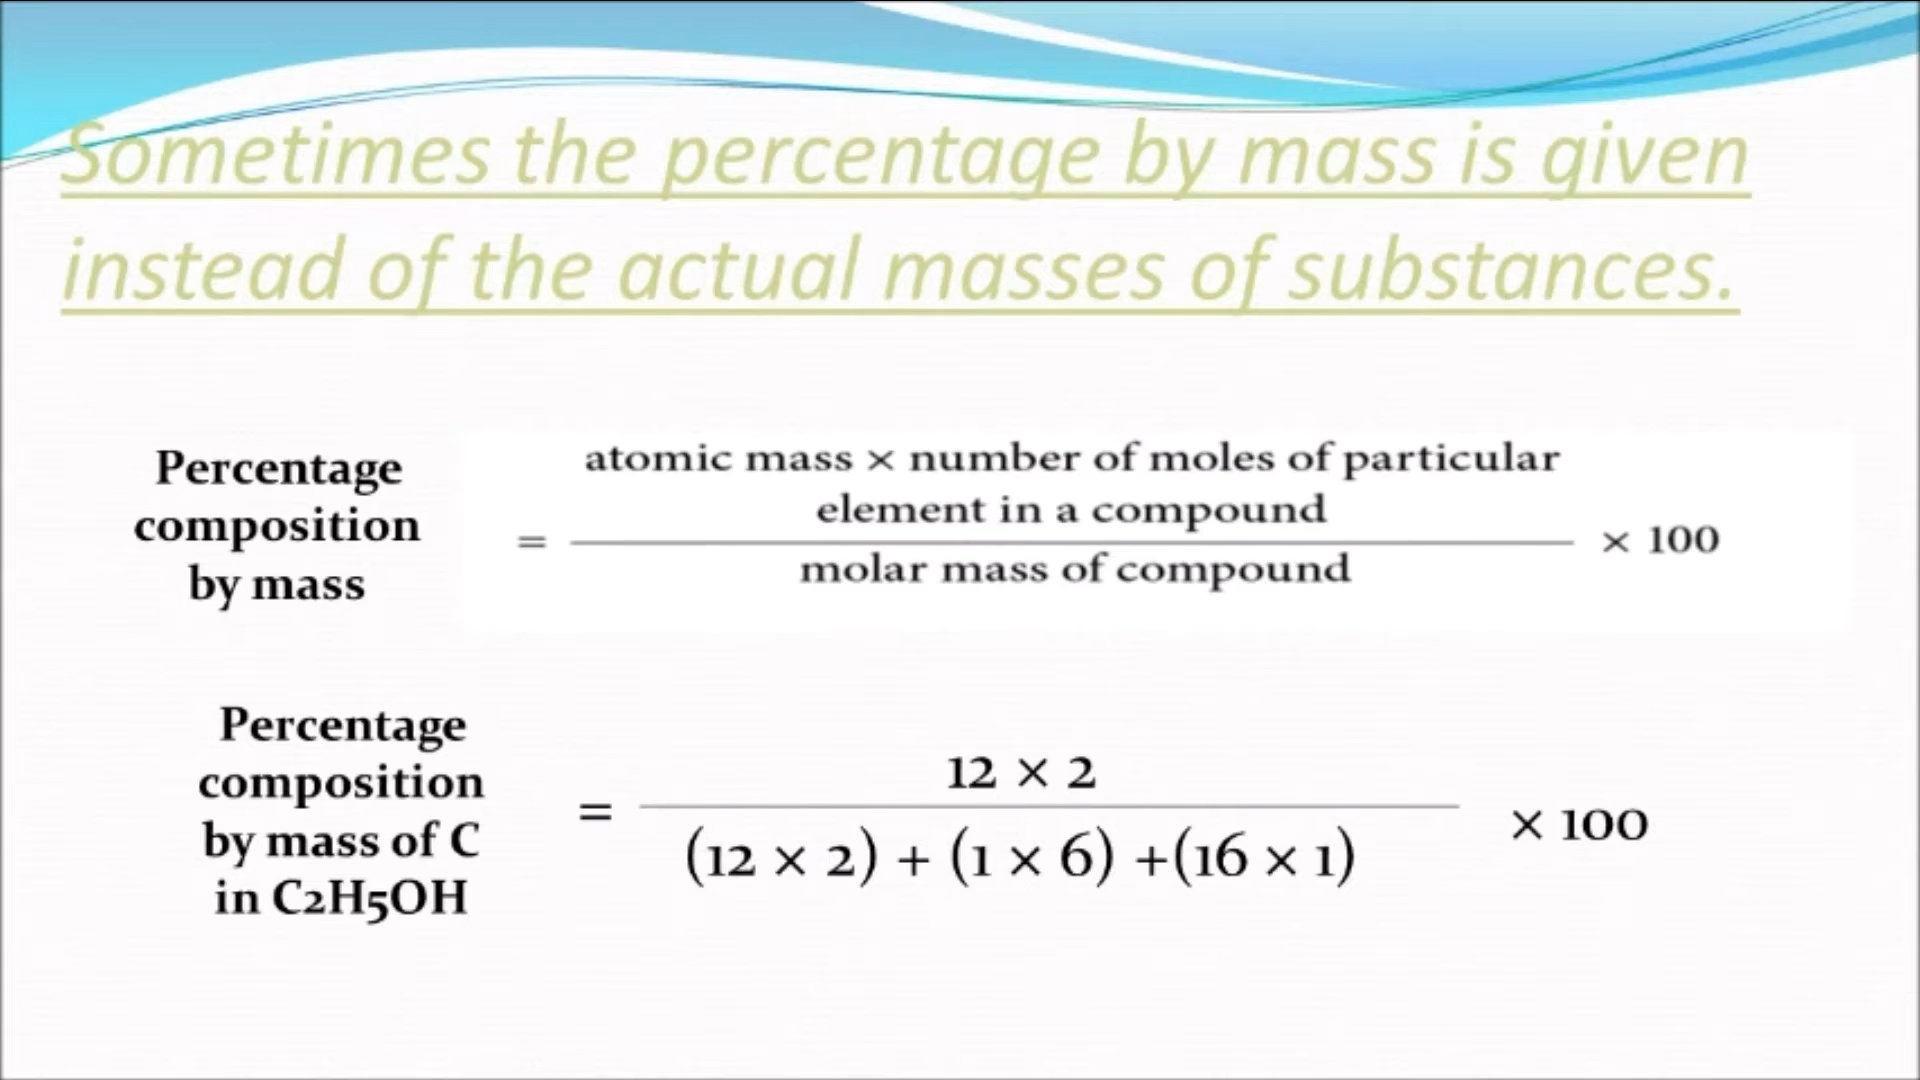 Sometimes the percentage by mass is given
instead of the actual masses of substances.
Percentage
composition
by mass
=
atomic mass × number of moles of particular
element in a compound
molar mass of compound
× 100
Percentage
composition
by mass of C
in C2H5OH
=
12 × 2
(12 × 2) + (1 × 6) +(16 × 1)
× 100